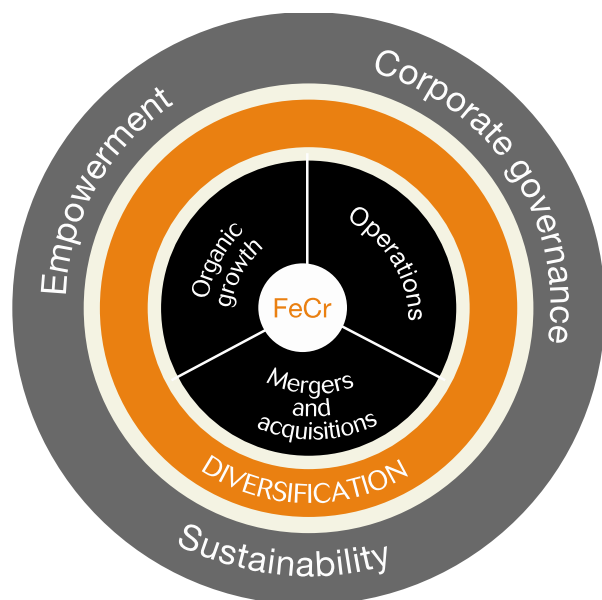 Empowerment
Corporate governance
Organic
growth
Operations
FeCr
Mergers
and
acquisitions
DIVERSIFICATION
Sustainability